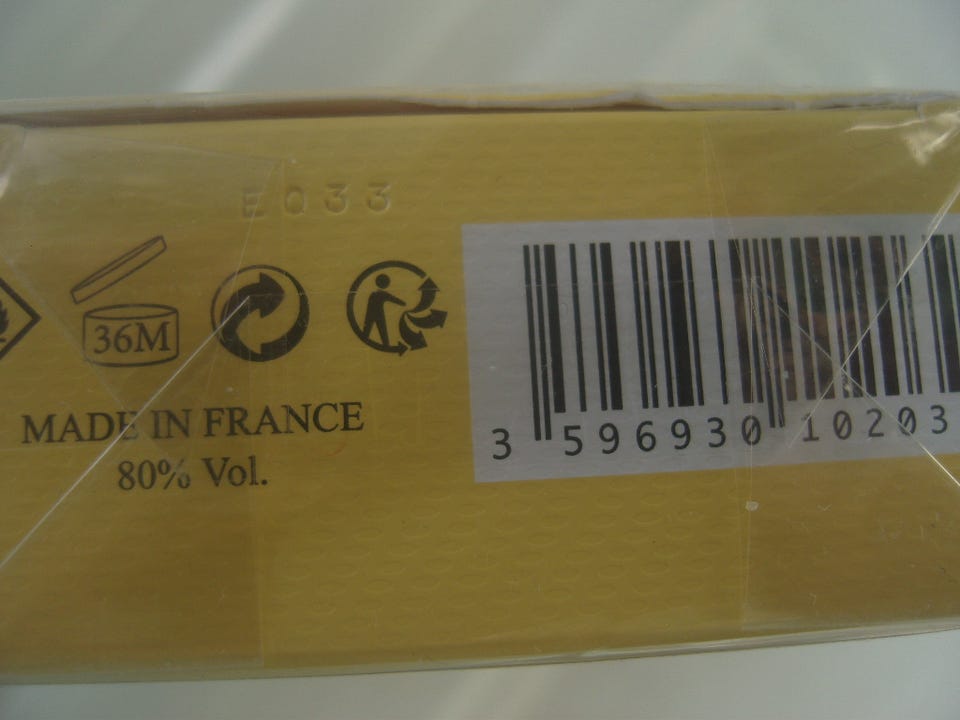 E033
36M
MADE IN FRANCE
80% Vol.
3 596930 10203